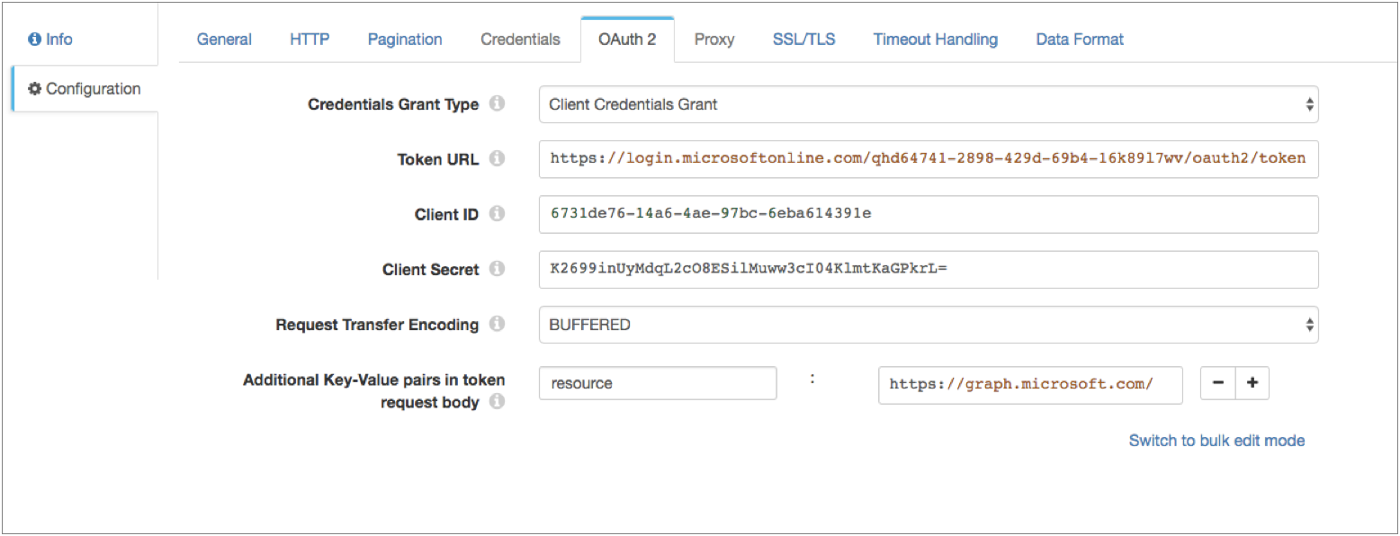 Info
Configuration
General HTTP Pagination Credentials OAuth 2 Proxy SSL/TLS Timeout Handling Data Format
Credentials Grant Type Client Credentials Grant
Token URL https://login.microsoftonline.com/qhd64741-2898-429d-69b4-16k89l7wv/oauth2/token
Client ID 6731de76-14a6-4ae-97bc-6eba614391e
Client Secret K2699inUyMdqL2cO8ESilMuww3cI04KlmtKaGPkrL=
Request Transfer Encoding BUFFERED
Additional Key-Value pairs in token
request body resource : https://graph.microsoft.com/
Switch to bulk edit mode